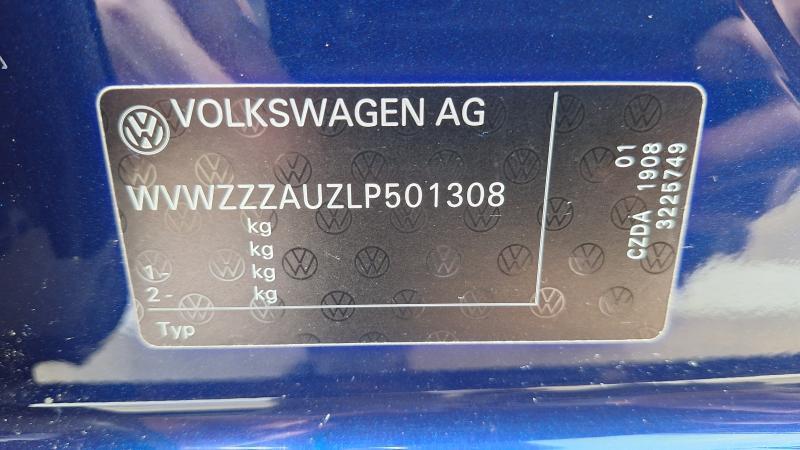 VOLKSWAGEN AG
WVWZZZAUZLP501308
kg
kg
1- kg
2- kg
Typ
01
CZDA 1908
3225749